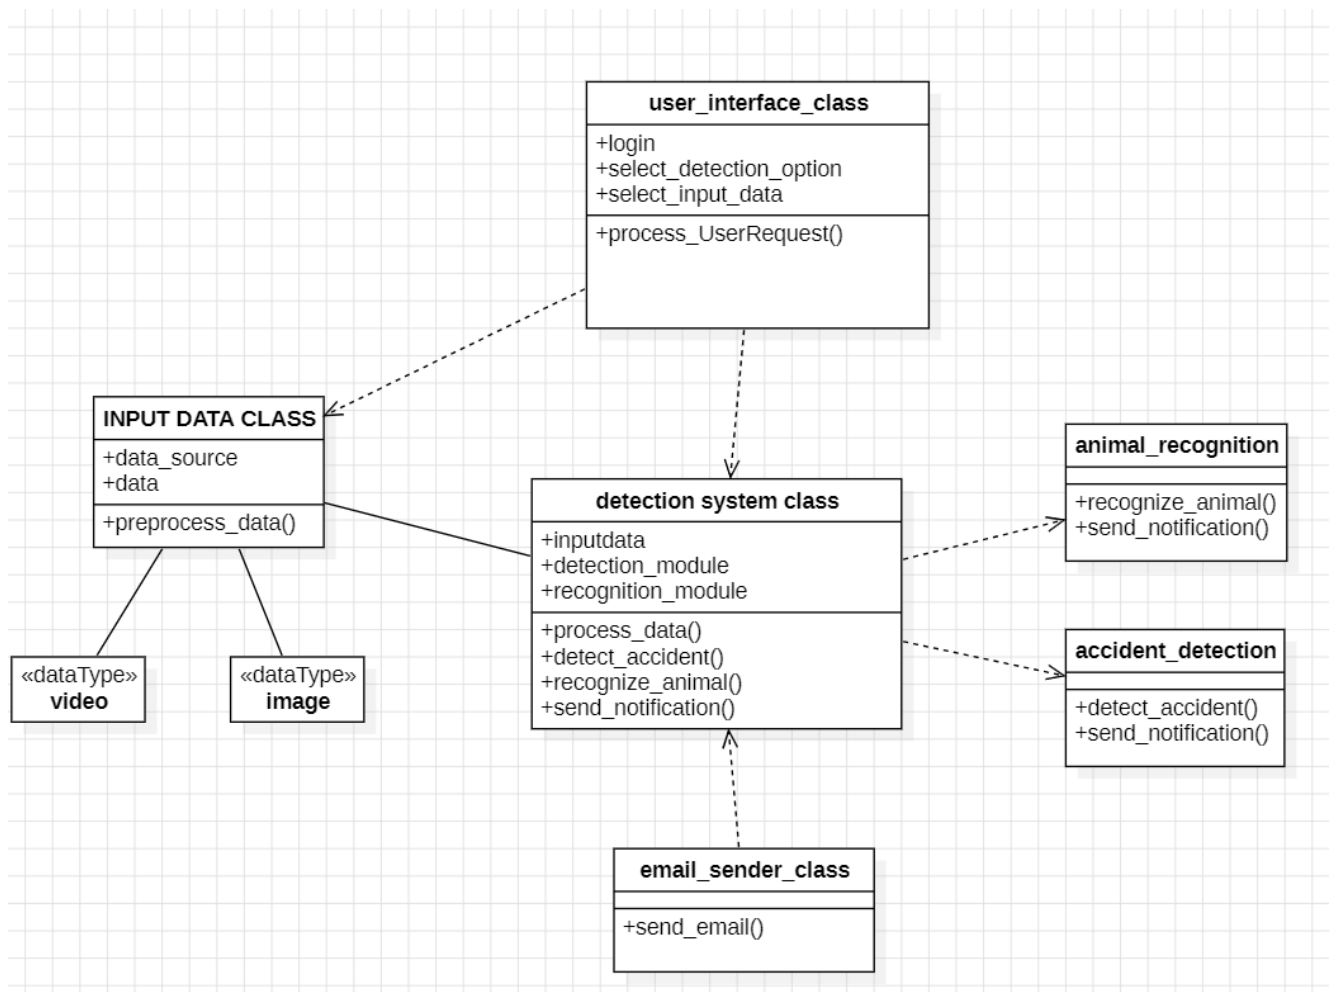 user_interface_class
+login
+select_detection_option
+select_input_data
+process_UserRequest()
INPUT DATA CLASS
+data_source
+data
+preprocess_data()
«dataType»
video
«dataType»
image
detection system class
+inputdata
+detection_module
+recognition_module
+process_data()
+detect_accident()
+recognize_animal()
+send_notification()
animal_recognition
+recognize_animal()
+send_notification()
accident_detection
+detect_accident()
+send_notification()
email_sender_class
+send_email()